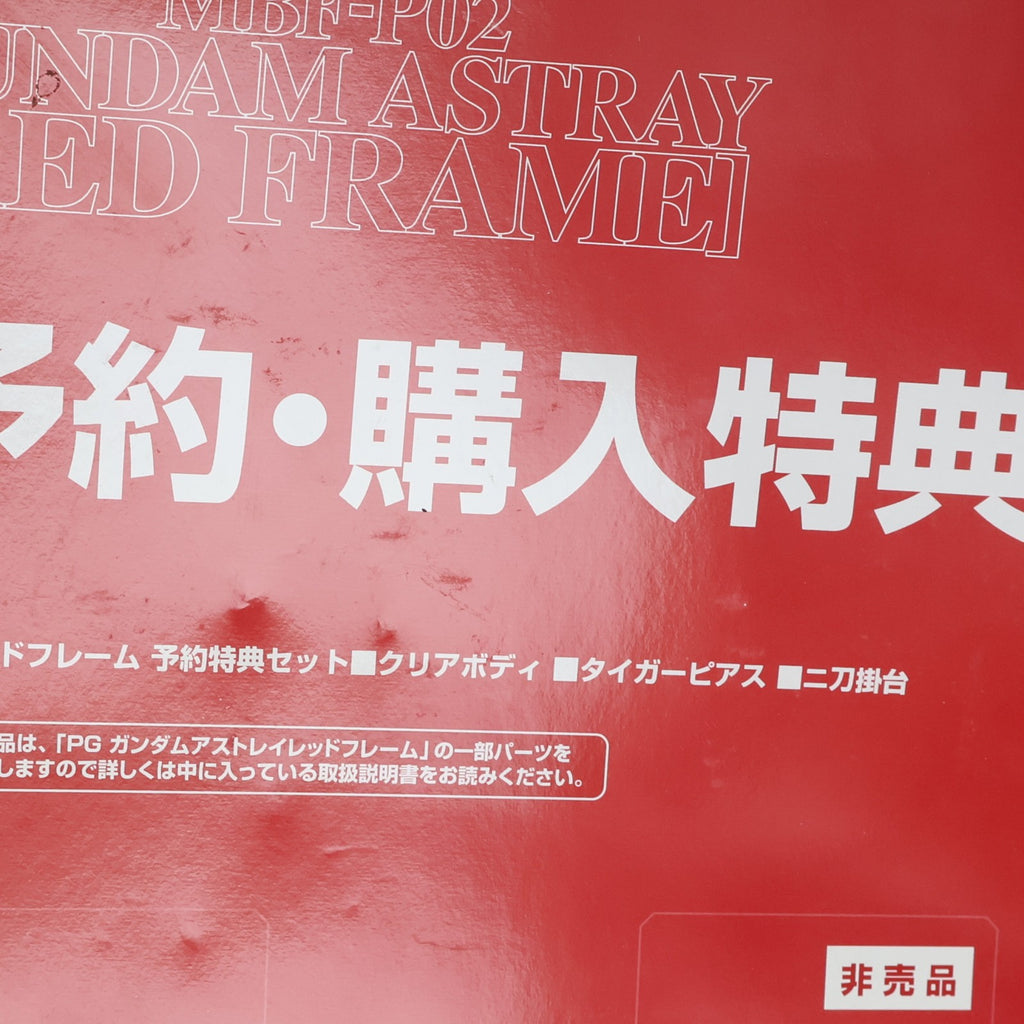 MBF-P02
UNDAM ASTRAY
RED FRAME]
予約・購入特典
ドフレーム 予約特典セット■クリアボディ ■タイガーピアス ■二刀掛台
品は、「PG ガンダムアストレイレッドフレーム」の一部パーツを
しますので詳しくは中に入っている取扱説明書をお読みください。
非売品